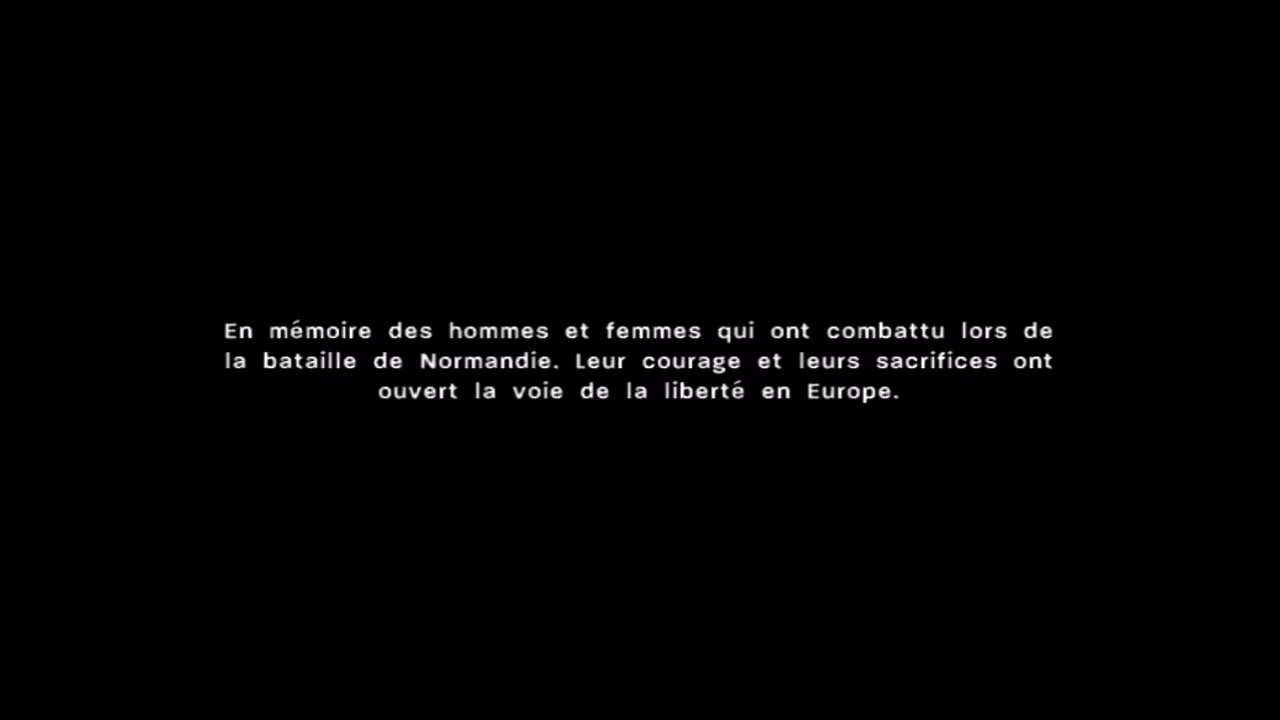 En mémoire des hommes et femmes qui ont combattu lors de
la bataille de Normandie. Leur courage et leurs sacrifices ont
ouvert la voie de la liberté en Europe.